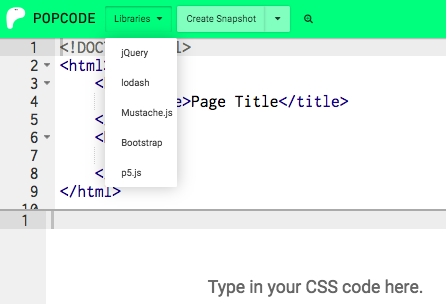 POPCODE Libraries Create Snapshot
jQuery
lodash
Mustache.js
Bootstrap
p5.js
1 <!DOC l>
2 <html>
3 <
4 >Page Title</title>
5 </
6 <
7
8 <
9 </html>
10
1
Type in your CSS code here.